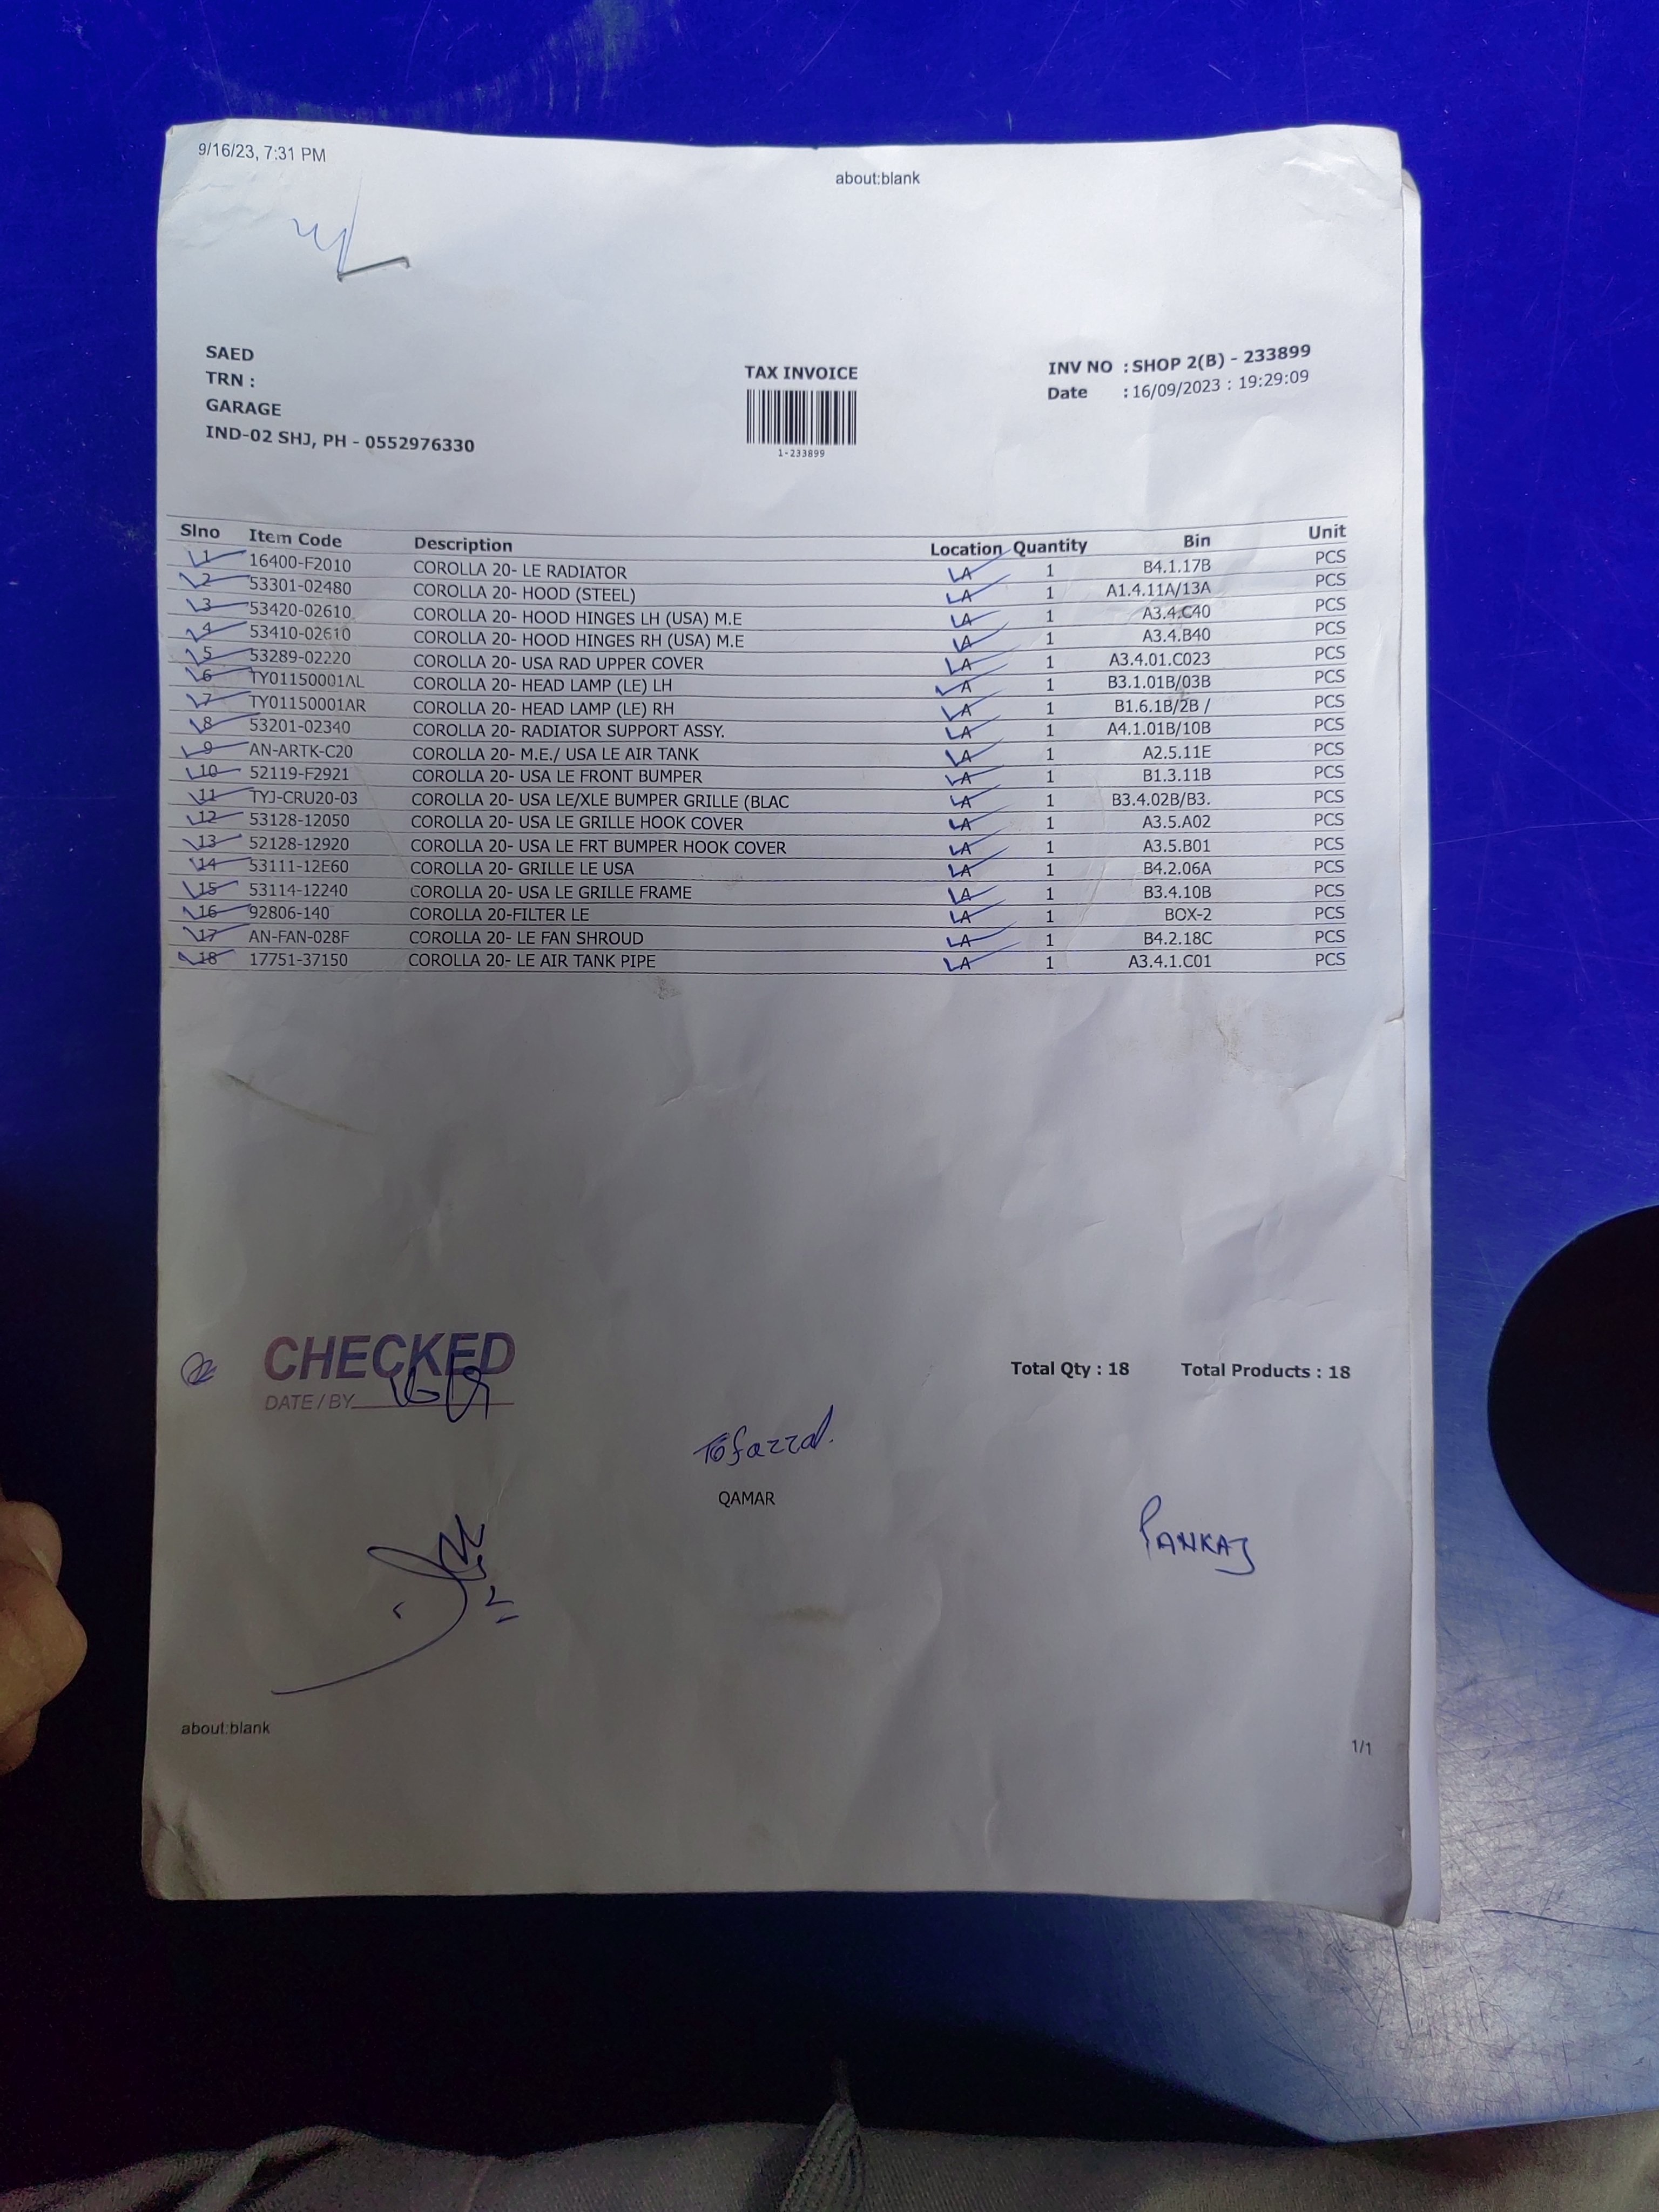 9/16/23, 7:31 PM
about:blank
SAED
TRN :
GARAGE
IND-02 SHJ, PH - 0552976330
TAX INVOICE
1-233899
INV NO : SHOP 2(B) - 233899
Date : 16/09/2023 : 19:29:09
Slno Item Code Description Location Quantity Bin Unit
1 16400-F2010 COROLLA 20- LE RADIATOR LA 1 B4.1.17B PCS
2 53301-02480 COROLLA 20- HOOD (STEEL) LA 1 A1.4.11A/13A PCS
3 53420-02610 COROLLA 20- HOOD HINGES LH (USA) M.E LA 1 A3.4.C40 PCS
4 53410-02610 COROLLA 20- HOOD HINGES RH (USA) M.E LA 1 A3.4.B40 PCS
5 53289-02220 COROLLA 20- USA RAD UPPER COVER LA 1 A3.4.01.C023 PCS
6 TY01150001AL COROLLA 20- HEAD LAMP (LE) LH LA 1 B3.1.01B/03B PCS
7 TY01150001AR COROLLA 20- HEAD LAMP (LE) RH LA 1 B1.6.1B/2B / PCS
8 53201-02340 COROLLA 20- RADIATOR SUPPORT ASSY. LA 1 A4.1.01B/10B PCS
9 AN-ARTK-C20 COROLLA 20- M.E./ USA LE AIR TANK LA 1 A2.5.11E PCS
10 52119-F2921 COROLLA 20- USA LE FRONT BUMPER LA 1 B1.3.11B PCS
11 TYJ-CRU20-03 COROLLA 20- USA LE/XLE BUMPER GRILLE (BLAC LA 1 B3.4.02B/B3. PCS
12 53128-12050 COROLLA 20- USA LE GRILLE HOOK COVER LA 1 A3.5.A02 PCS
13 52128-12920 COROLLA 20- USA LE FRT BUMPER HOOK COVER LA 1 A3.5.B01 PCS
14 53111-12E60 COROLLA 20- GRILLE LE USA LA 1 B4.2.06A PCS
15 53114-12240 COROLLA 20- USA LE GRILLE FRAME LA 1 B3.4.10B PCS
16 92806-140 COROLLA 20-FILTER LE LA 1 BOX-2 PCS
17 AN-FAN-028F COROLLA 20- LE FAN SHROUD LA 1 B4.2.18C PCS
18 17751-37150 COROLLA 20- LE AIR TANK PIPE LA 1 A3.4.1.C01 PCS
CHECKED
DATE / BY
Total Qty : 18 Total Products : 18
Tofazzal.
QAMAR
PANKAJ
about:blank
1/1